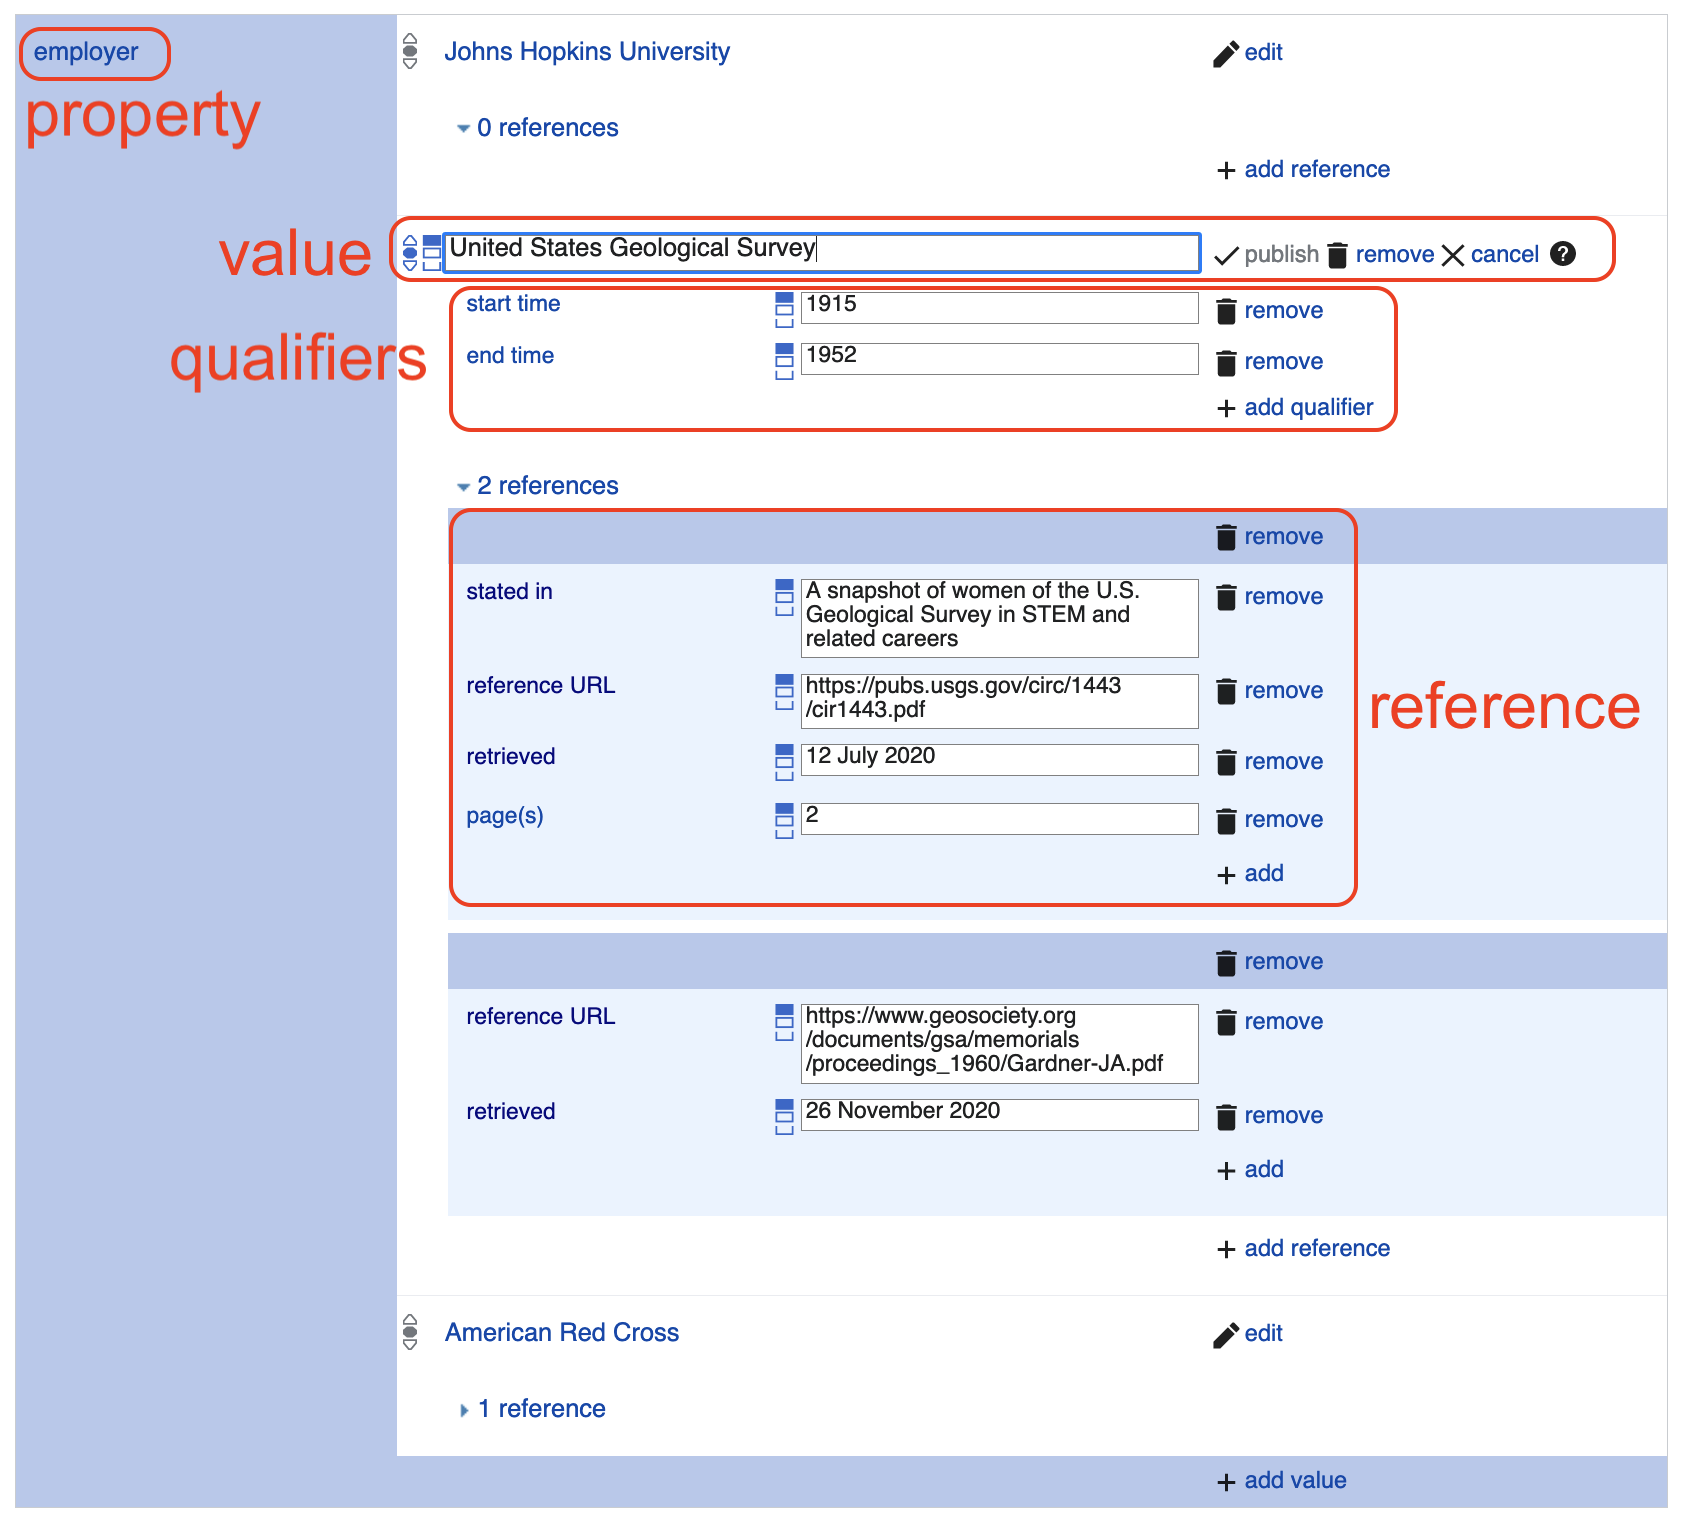 employer
property
Johns Hopkins University
edit
0 references
+ add reference
value
United States Geological Survey
publish remove cancel ?
qualifiers
start time 1915 remove
end time 1952 remove
+ add qualifier
2 references
remove
stated in
A snapshot of women of the U.S.
Geological Survey in STEM and
related careers
remove
reference URL
https://pubs.usgs.gov/circ/1443
/cir1443.pdf
remove
reference
retrieved 12 July 2020 remove
page(s) 2 remove
+ add
remove
reference URL
https://www.geosociety.org
/documents/gsa/memorials
/proceedings_1960/Gardner-JA.pdf
remove
retrieved 26 November 2020 remove
+ add
+ add reference
American Red Cross
edit
1 reference
+ add value